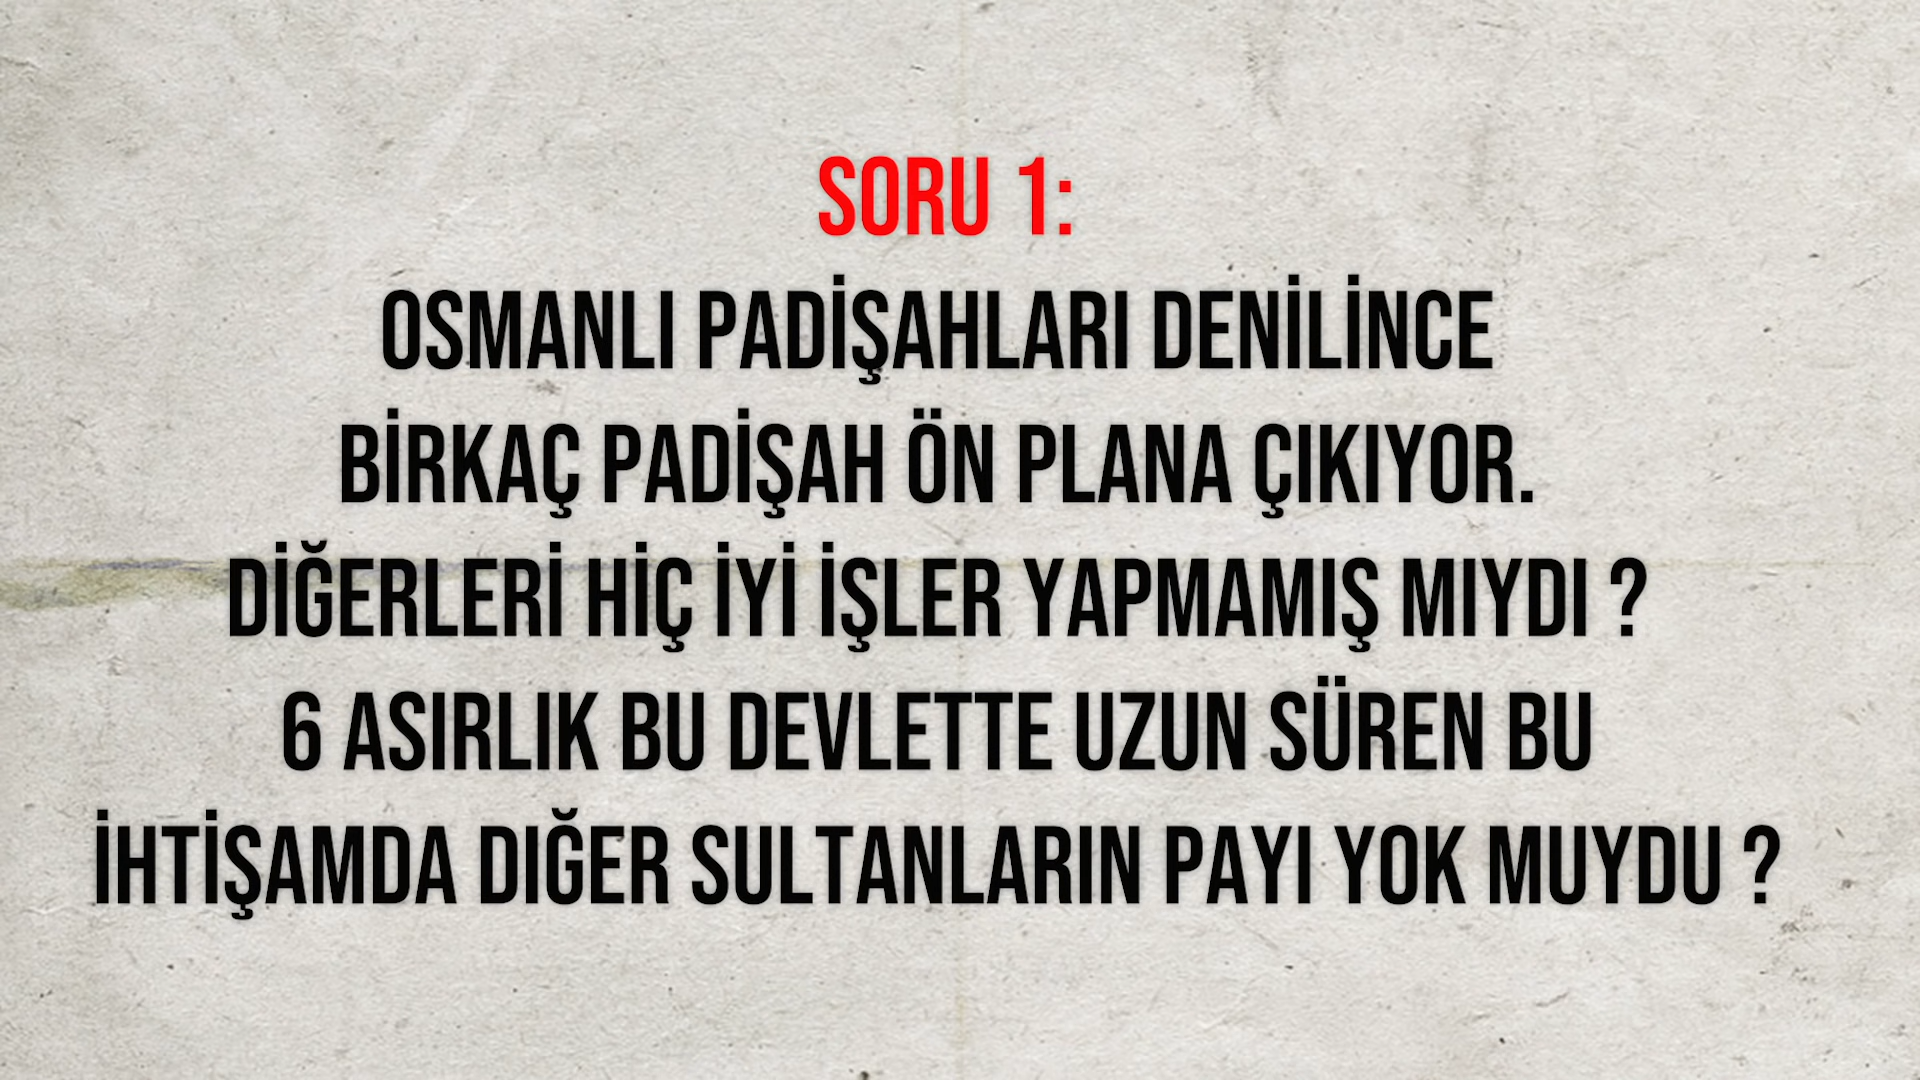 SORU 1:
OSMANLI PADİŞAHLARI DENİLİNCE
BİRKAÇ PADİŞAH ÖN PLANA ÇIKIYOR.
DİĞERLERİ HİÇ İYİ İŞLER YAPMAMIŞ MIYDI ?
6 ASIRLIK BU DEVLETTE UZUN SÜREN BU
İHTİŞAMDA DIĞER SULTANLARIN PAYI YOK MUYDU ?